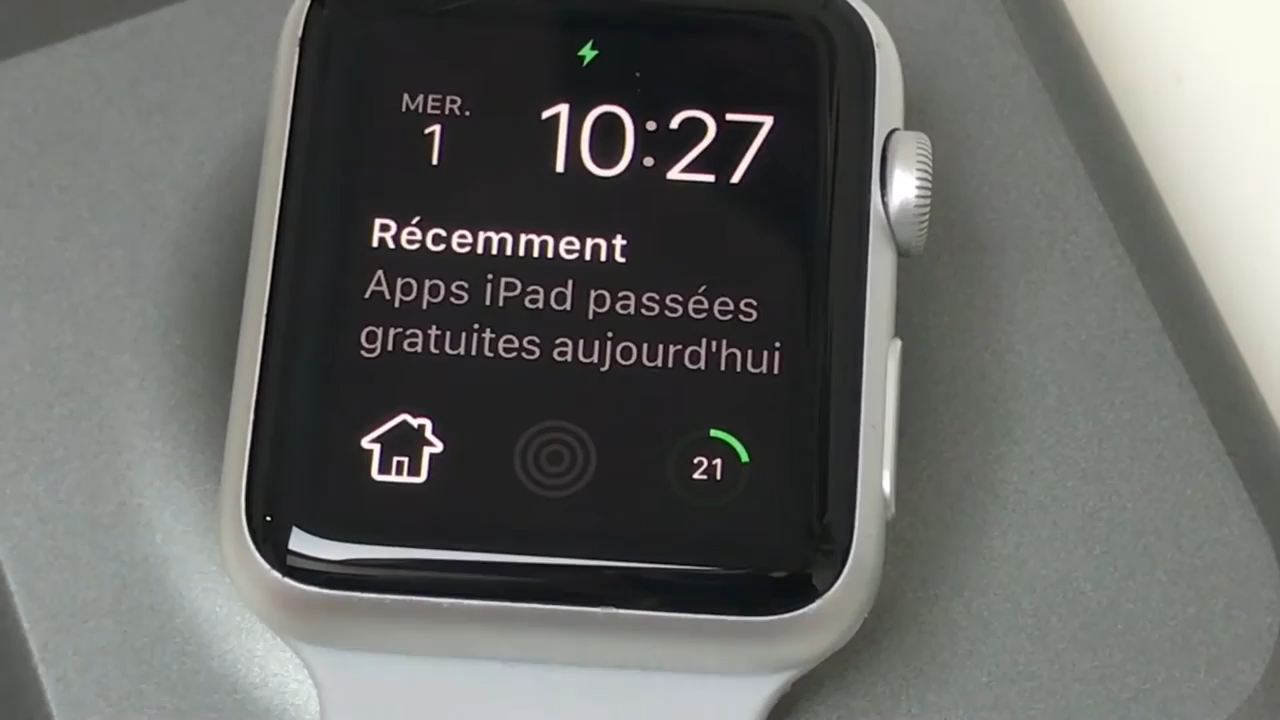 MER.
1
10:27
Récemment
Apps iPad passées
gratuites aujourd'hui
21